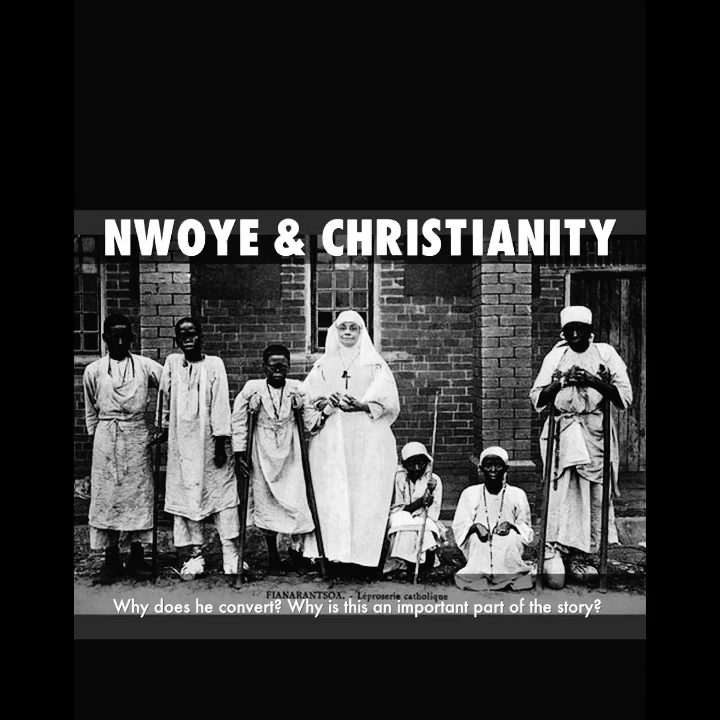 NWOYE & CHRISTIANITY
FIANARANTSOA. - Léproserie catholique
Why does he convert? Why is this an important part of the story?